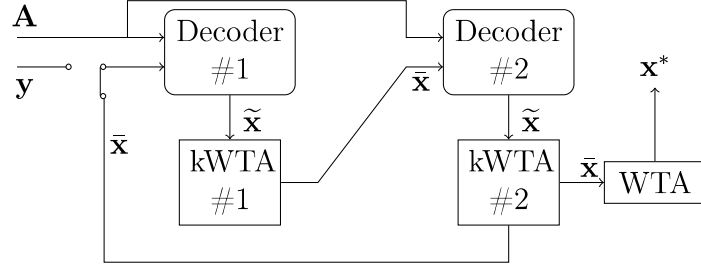 A
y
Decoder
#1
Decoder
#2
x̄
x̄
x̃
x̃
kWTA
#1
kWTA
#2
x̄
WTA
x*